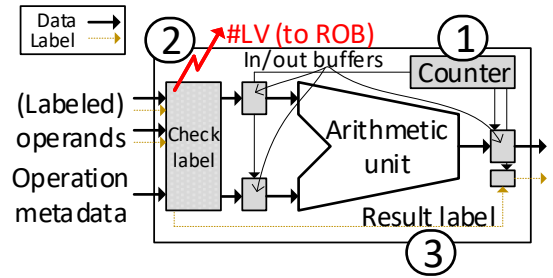 Data
Label
2
#LV (to ROB)
1
In/out buffers
Counter
(Labeled)
operands
Check
label
Arithmetic
unit
Operation
metadata
Result label
3